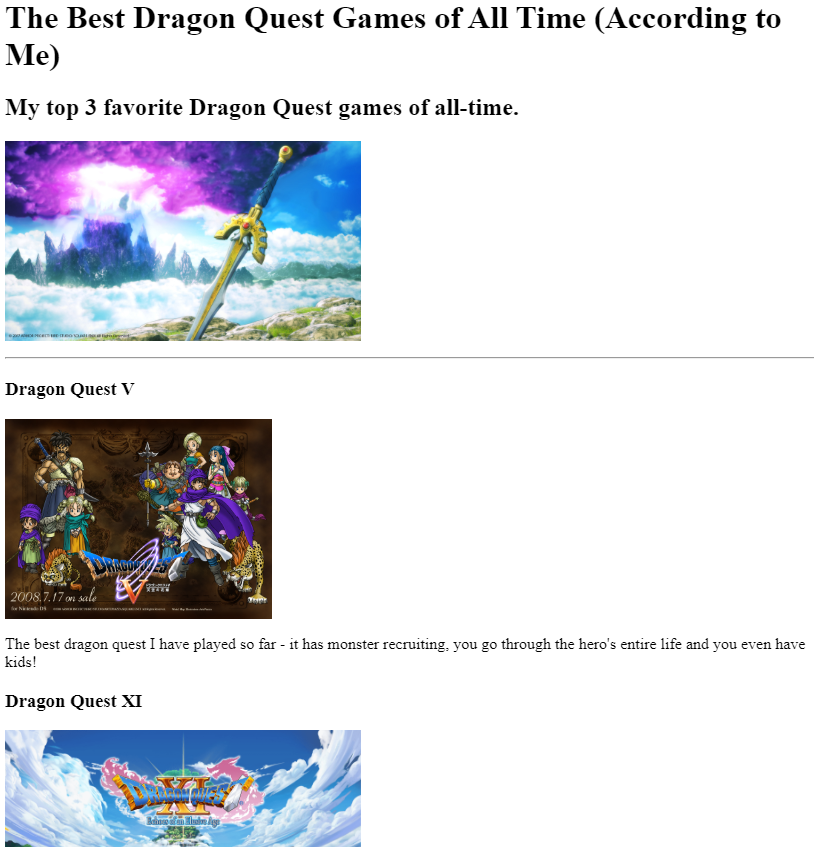 The Best Dragon Quest Games of All Time (According to
Me)
My top 3 favorite Dragon Quest games of all-time.
Dragon Quest V
DRAGON QUEST
V
2008.7.17 on sale
for Nintendo DS
The best dragon quest I have played so far - it has monster recruiting, you go through the hero's entire life and you even have
kids!
Dragon Quest XI
DRAGON QUEST
XI
Echoes of an Elusive Age